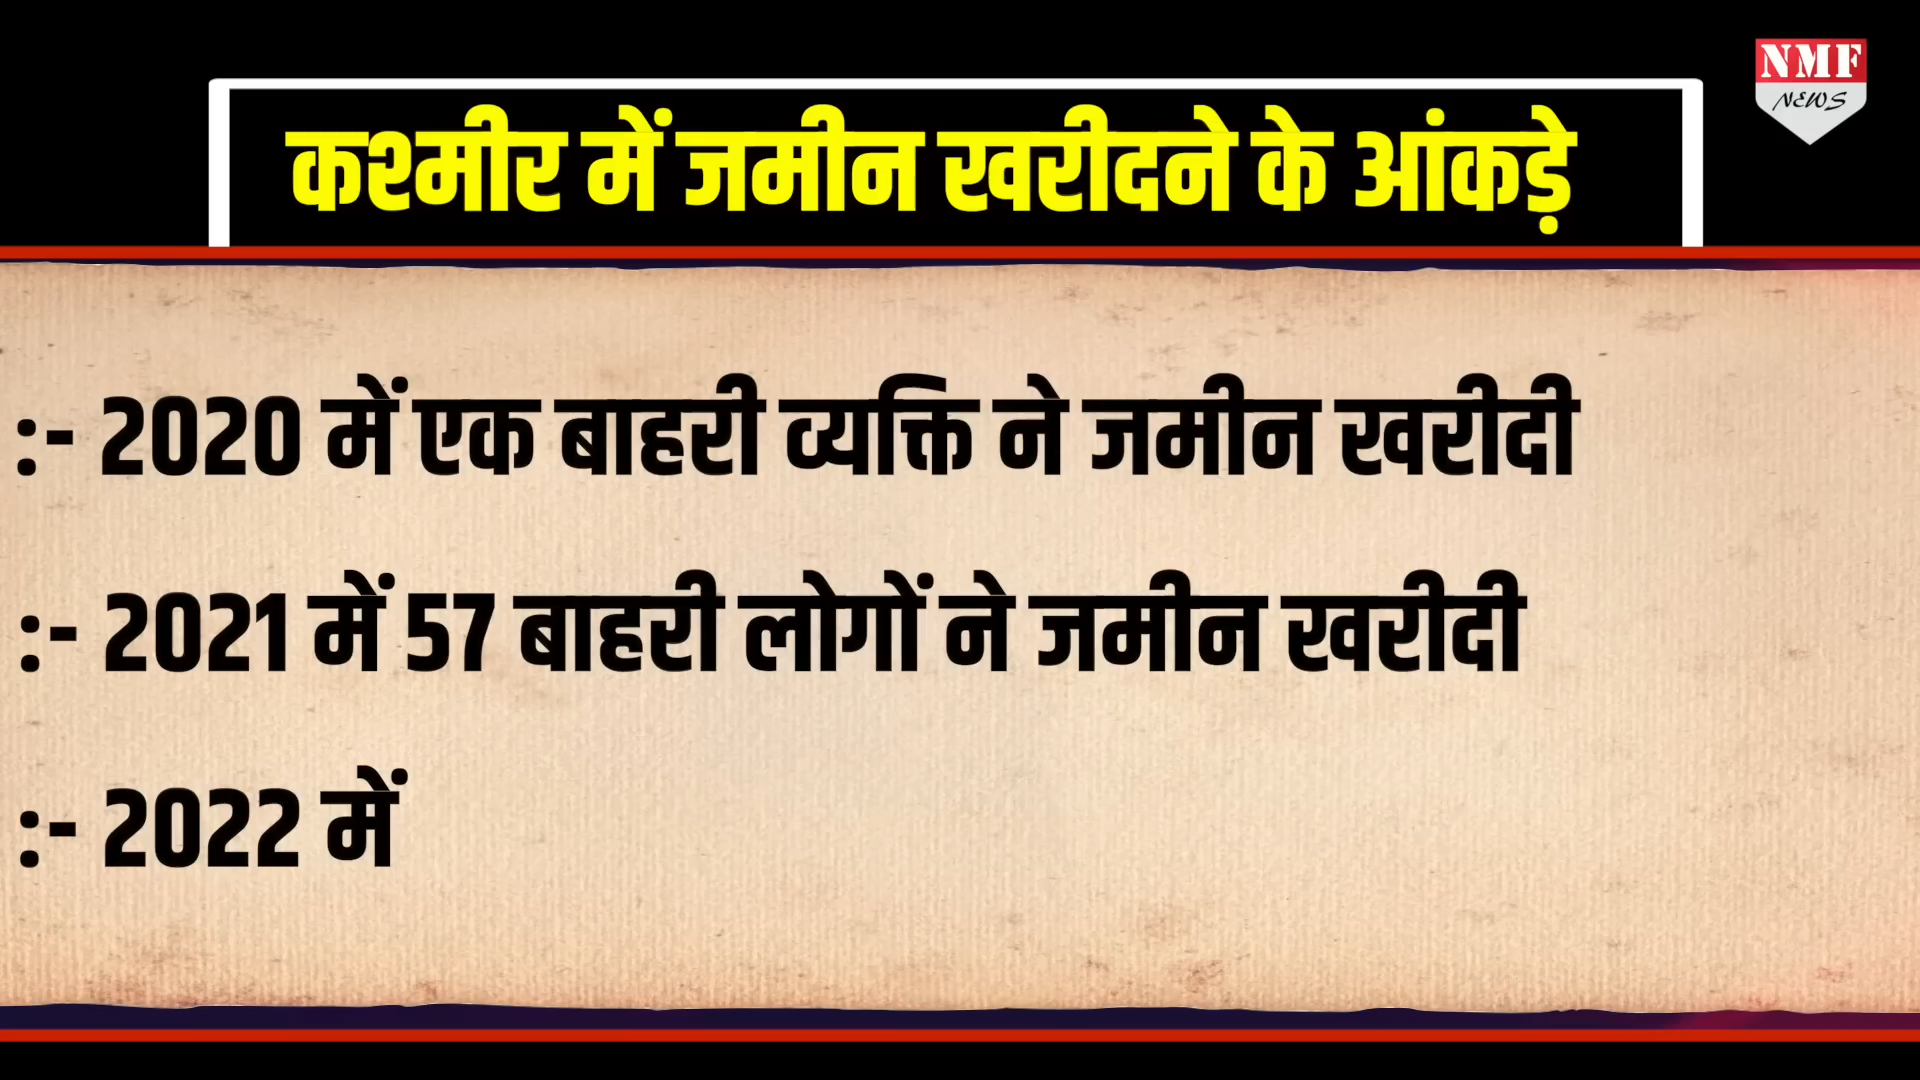 NMF
NEWS
कश्मीर में जमीन खरीदने के आंकड़े
:- 2020 में एक बाहरी व्यक्ति ने जमीन खरीदी
:- 2021 में 57 बाहरी लोगों ने जमीन खरीदी
:- 2022 में